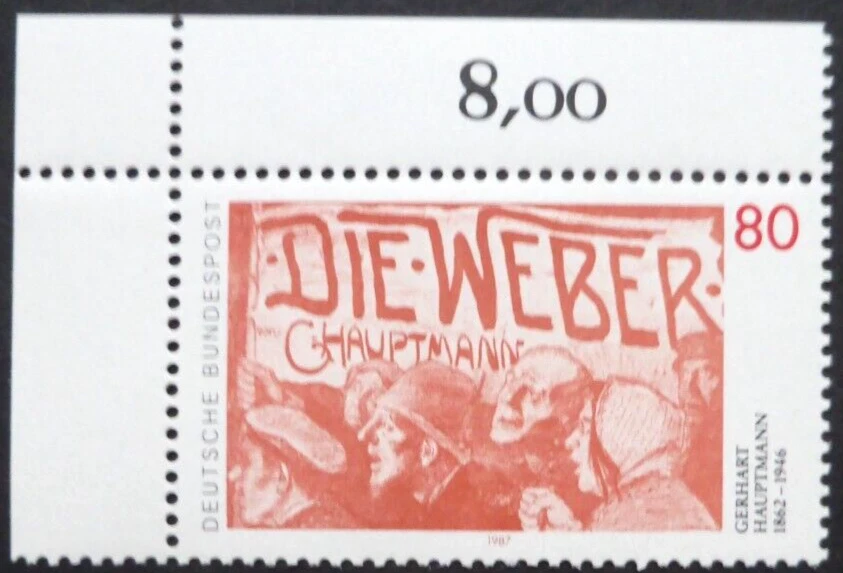 8,00
DEUTSCHE BUNDESPOST
·DIE·WEBER·
G HAUPTMANN
80
GERHART
HAUPTMANN
1862–1946
1987